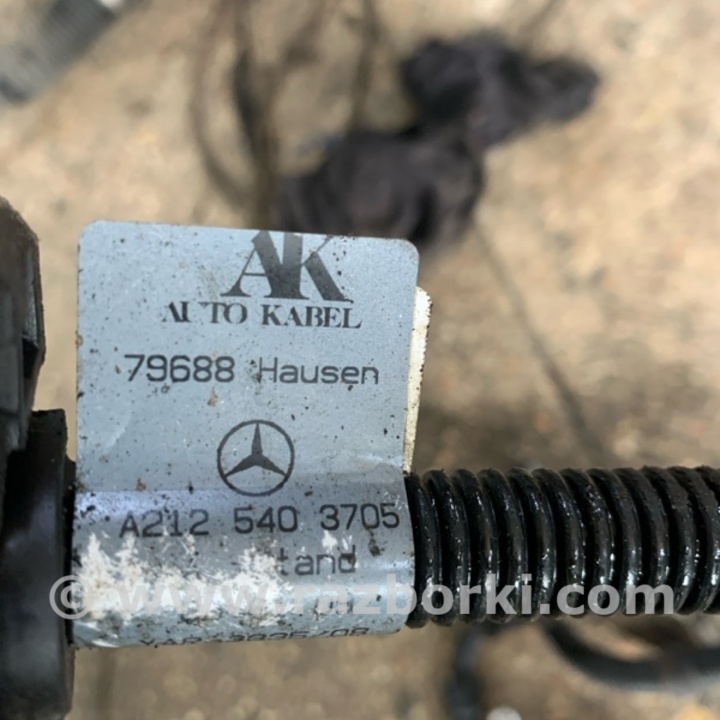 AK
AUTO KABEL
79688 Hausen
A212 540 3705
tand
© www.razborki.com